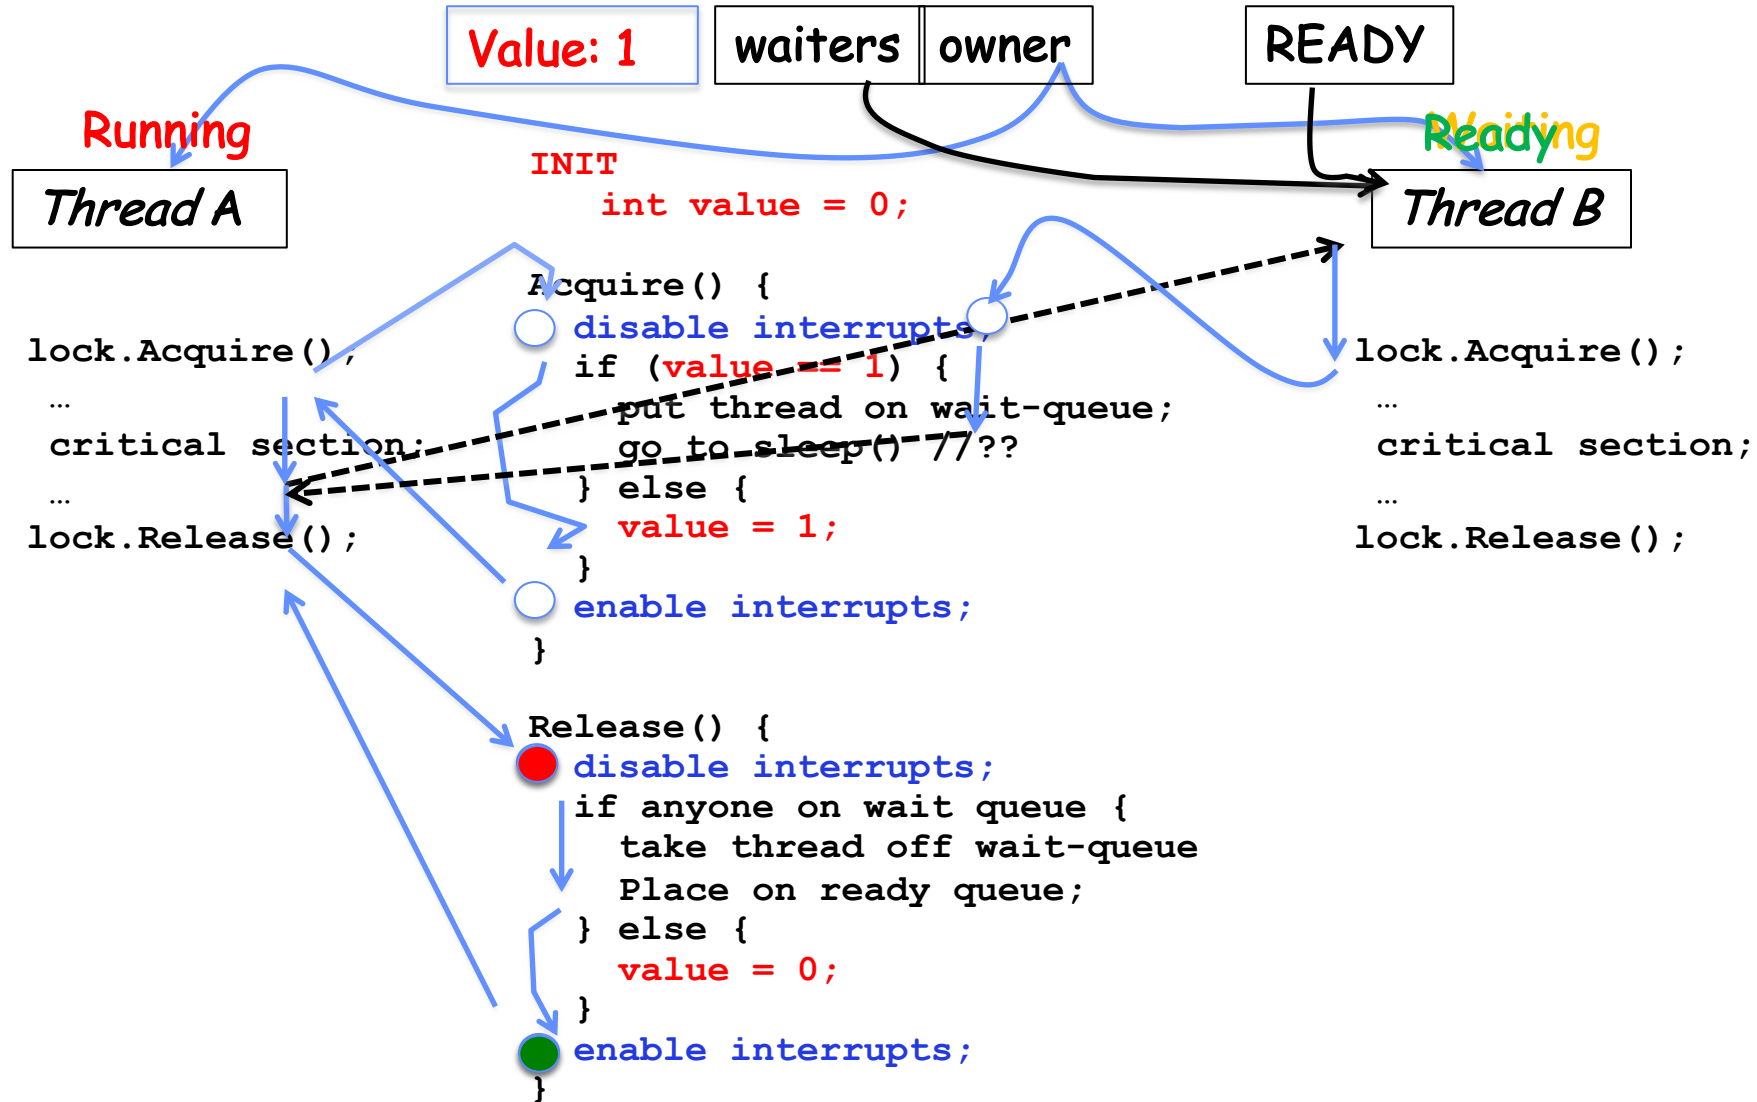 Value: 1
waiters
owner
READY
Running
Ready
Waiting
Thread A
Thread B
INIT
int value = 0;
Acquire() {
disable interrupts;
if (value == 1) {
put thread on wait-queue;
go to sleep() //??
} else {
value = 1;
}
enable interrupts;
}
Release() {
disable interrupts;
if anyone on wait queue {
take thread off wait-queue
Place on ready queue;
} else {
value = 0;
}
enable interrupts;
}
lock.Acquire();
…
critical section;
…
lock.Release();
lock.Acquire();
…
critical section;
…
lock.Release();